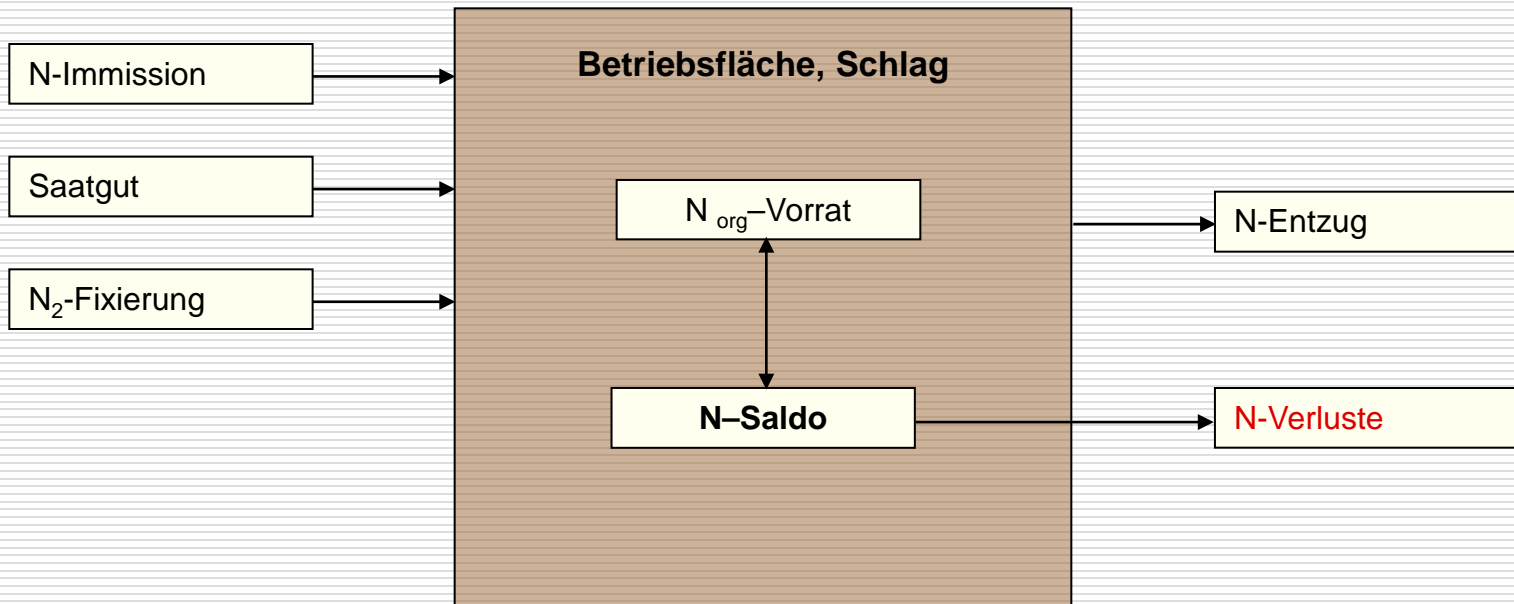 N-Immission
Betriebsfläche, Schlag
Saatgut
N org–Vorrat
N-Entzug
N2-Fixierung
N–Saldo
N-Verluste